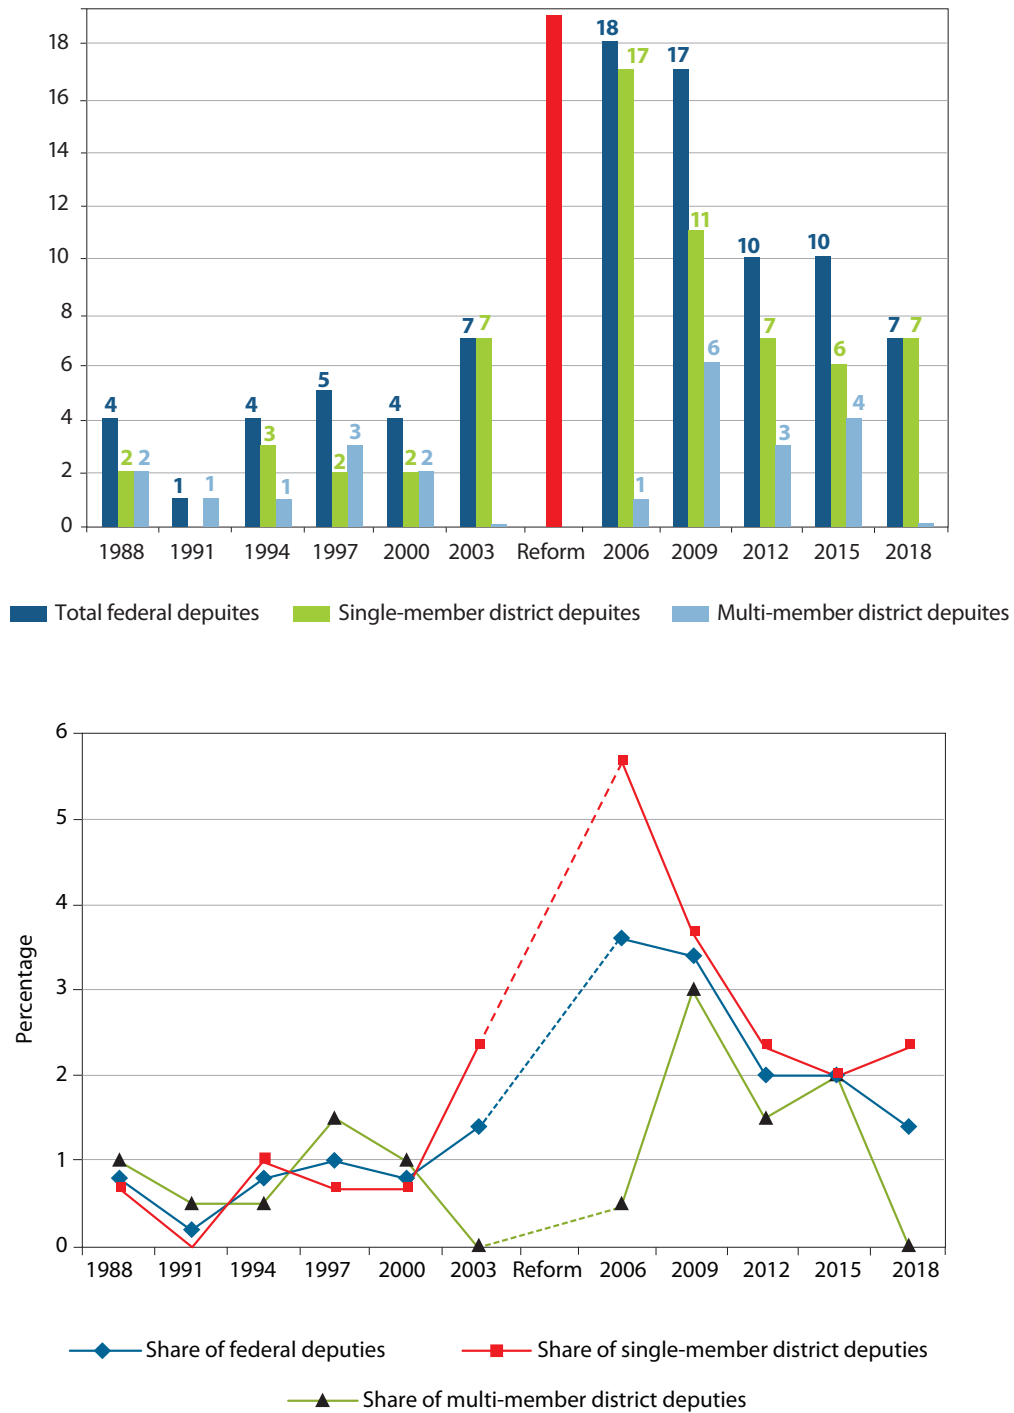 18
16
14
12
10
8
6
4
2
0
4 2 2
1 1
4 3 1
5 2 3
4 2 2
7 7
18 17 1
17 11 6
10 7 3
10 6 4
7 7
1988 1991 1994 1997 2000 2003 Reform 2006 2009 2012 2015 2018
Total federal depuites Single-member district depuites Multi-member district depuites
6
5
4
3
2
1
0
Percentage
1988 1991 1994 1997 2000 2003 Reform 2006 2009 2012 2015 2018
Share of federal deputies Share of single-member district deputies
Share of multi-member district deputies